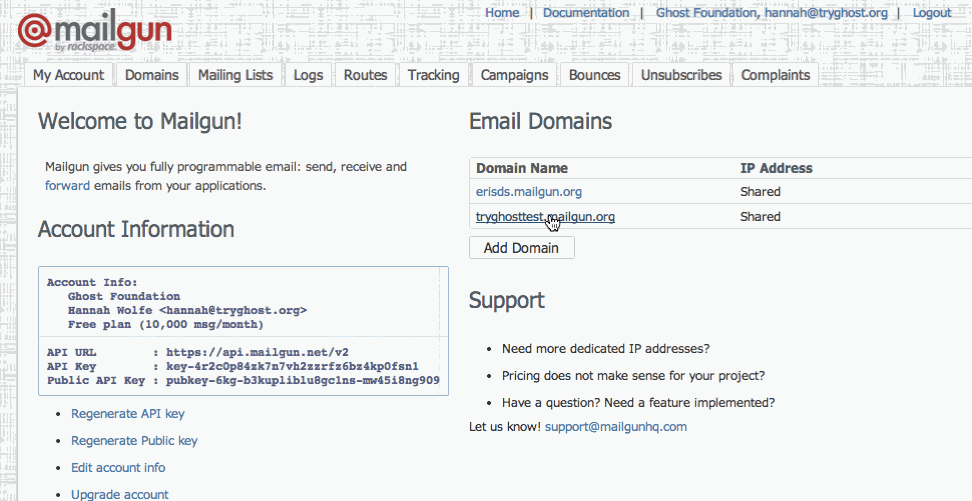 @mailgun
by rackspace
Home | Documentation | Ghost Foundation, hannah@tryghost.org | Logout
My Account Domains Mailing Lists Logs Routes Tracking Campaigns Bounces Unsubscribes Complaints
Welcome to Mailgun!
Mailgun gives you fully programmable email: send, receive and
forward emails from your applications.
Account Information
Account Info:
Ghost Foundation
Hannah Wolfe <hannah@tryghost.org>
Free plan (10,000 msg/month)
API URL : https://api.mailgun.net/v2
API Key : key-4r2c0p84zk7n7vh2zzrfz6bz4kp0fsn1
Public API Key : pubkey-6kg-b3kupliblu8gclns-mw45i8ng909
Regenerate API key
Regenerate Public key
Edit account info
Upgrade account
Email Domains
Domain Name IP Address
erisds.mailgun.org Shared
tryghosttest.mailgun.org Shared
Add Domain
Support
Need more dedicated IP addresses?
Pricing does not make sense for your project?
Have a question? Need a feature implemented?
Let us know! support@mailgunhq.com